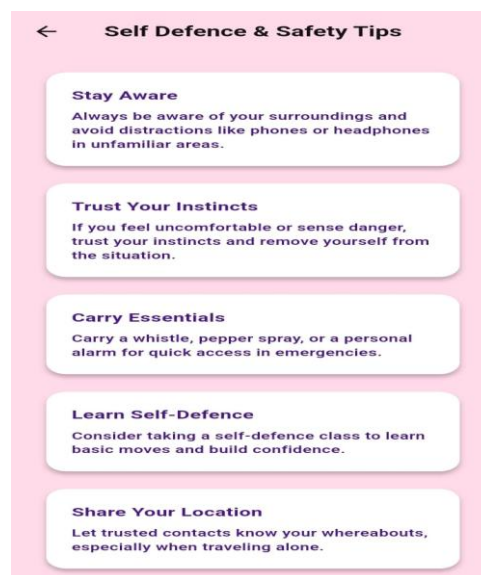 Self Defence & Safety Tips
Stay Aware
Always be aware of your surroundings and
avoid distractions like phones or headphones
in unfamiliar areas.
Trust Your Instincts
If you feel uncomfortable or sense danger,
trust your instincts and remove yourself from
the situation.
Carry Essentials
Carry a whistle, pepper spray, or a personal
alarm for quick access in emergencies.
Learn Self-Defence
Consider taking a self-defence class to learn
basic moves and build confidence.
Share Your Location
Let trusted contacts know your whereabouts,
especially when traveling alone.